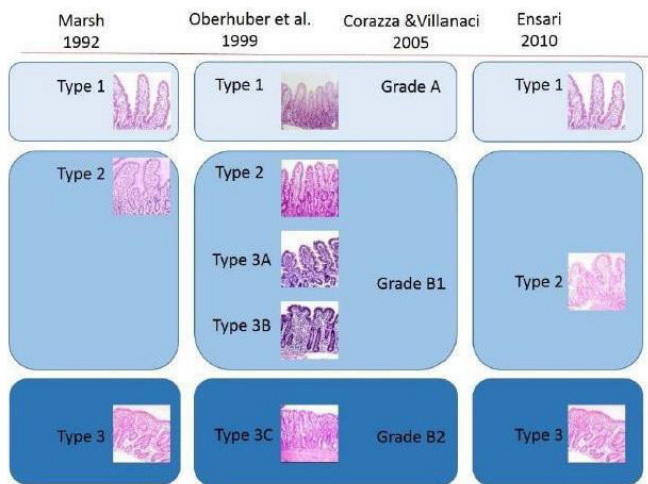 Marsh
1992
Oberhuber et al.
1999
Corazza &Villanaci
2005
Ensari
2010
Type 1
Type 1
Grade A
Type 1
Type 2
Type 2
Type 3A
Grade B1
Type 2
Type 3B
Type 3
Type 3C
Grade B2
Type 3